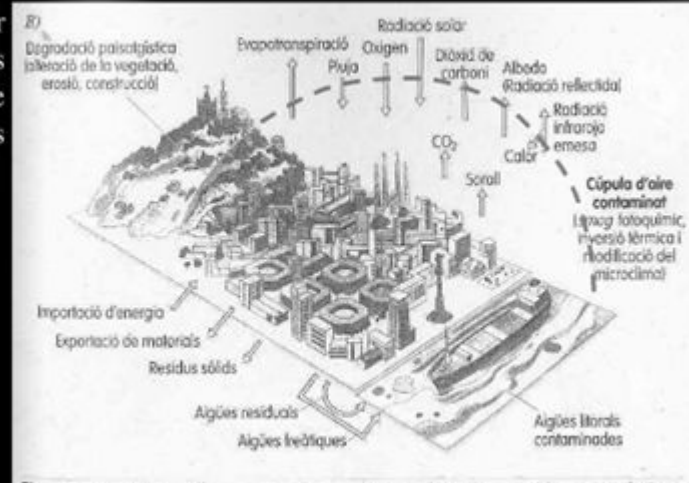 B)
Degradació paisatgística
(alteració de la vegetació,
erosió, construcció)
Evapotranspiració
Pluja
Oxigen
Radiació solar
Diòxid de
carboni
Albedo
(Radiació reflectida)
Radiació
infraroja
emesa
CO₂
Calor
Soroll
Cúpula d'aire
contaminat
fotoquímic,
inversió tèrmica i
modificació del
microclima)
Importació d'energia
Exportació de materials
Residus sòlids
Aigües residuals
Aigües freàtiques
Aigües litorals
contaminades